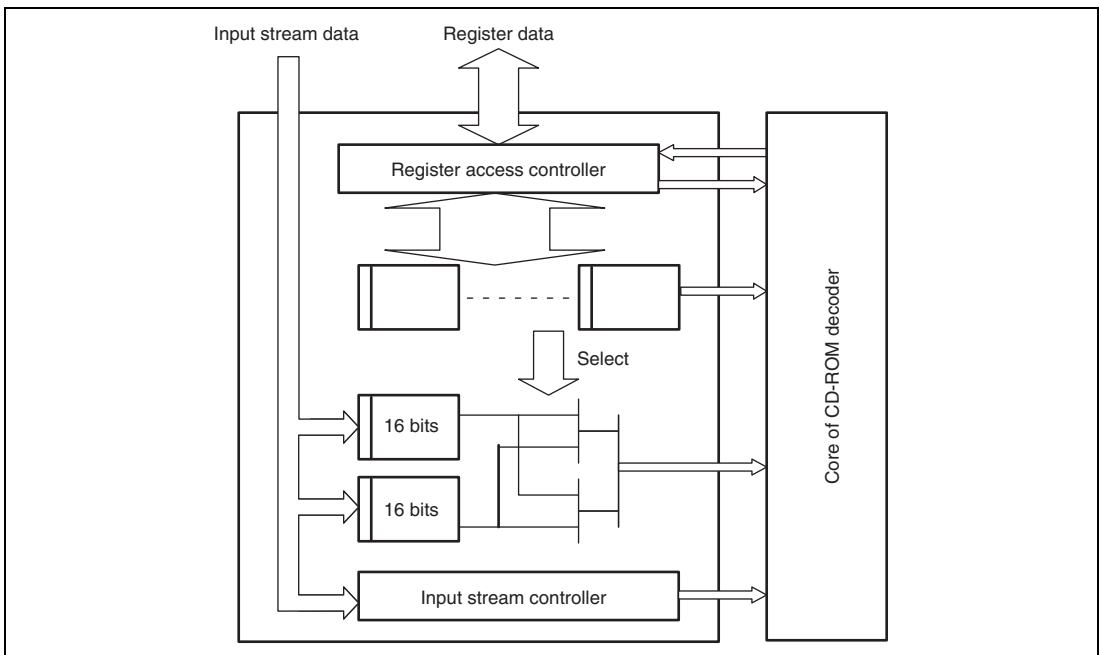 Input stream data
Register data
Register access controller
Select
16 bits
16 bits
Input stream controller
Core of CD-ROM decoder